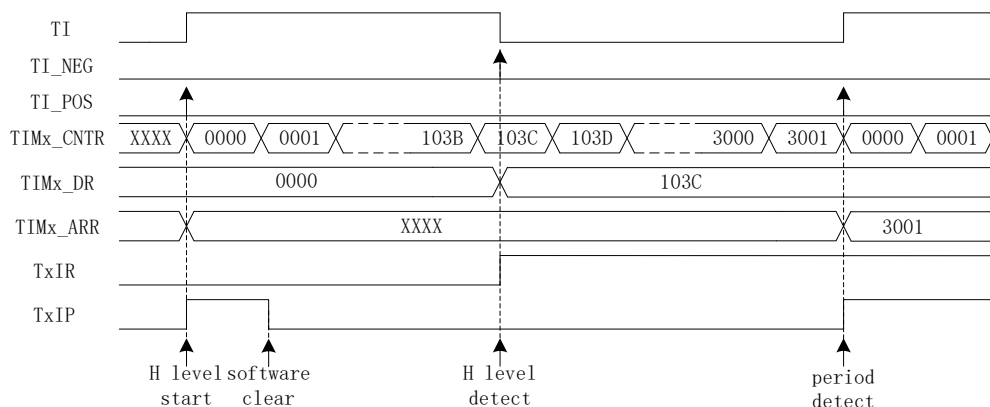 TI
TI_NEG
TI_POS
TIMx_CNTR XXXX 0000 0001 103B 103C 103D 3000 3001 0000 0001
TIMx_DR 0000 103C
TIMx_ARR XXXX 3001
TxIR
TxIP
H level software H level period
start clear detect detect